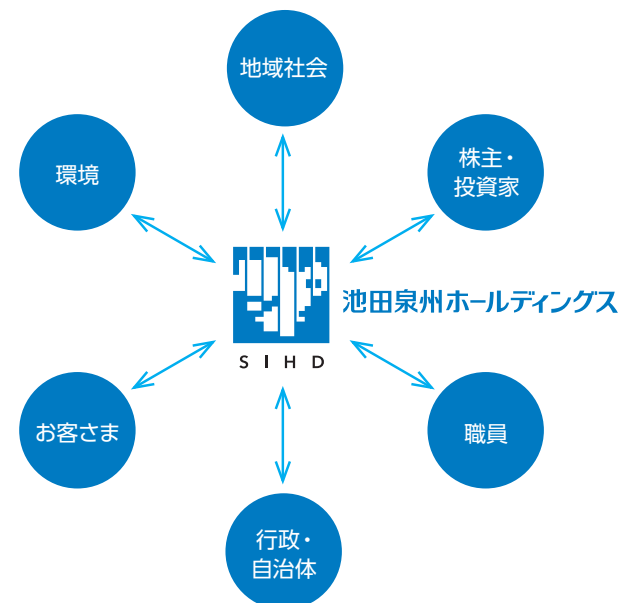 地域社会
環境
株主・
投資家
池田泉州ホールディングス
SIHD
お客さま
職員
行政・
自治体